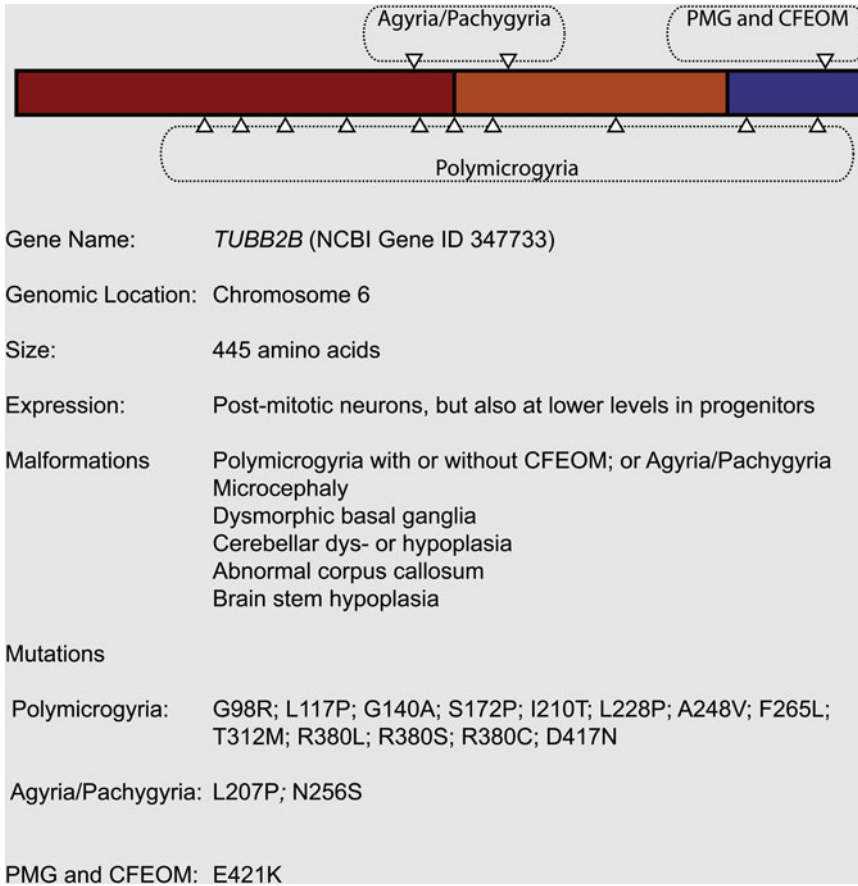 Agyria/Pachygyria
PMG and CFEOM
Polymicrogyria
Gene Name: TUBB2B (NCBI Gene ID 347733)
Genomic Location: Chromosome 6
Size: 445 amino acids
Expression: Post-mitotic neurons, but also at lower levels in progenitors
Malformations Polymicrogyria with or without CFEOM; or Agyria/Pachygyria
Microcephaly
Dysmorphic basal ganglia
Cerebellar dys- or hypoplasia
Abnormal corpus callosum
Brain stem hypoplasia
Mutations
Polymicrogyria: G98R; L117P; G140A; S172P; I210T; L228P; A248V; F265L;
T312M; R380L; R380S; R380C; D417N
Agyria/Pachygyria: L207P; N256S
PMG and CFEOM: E421K